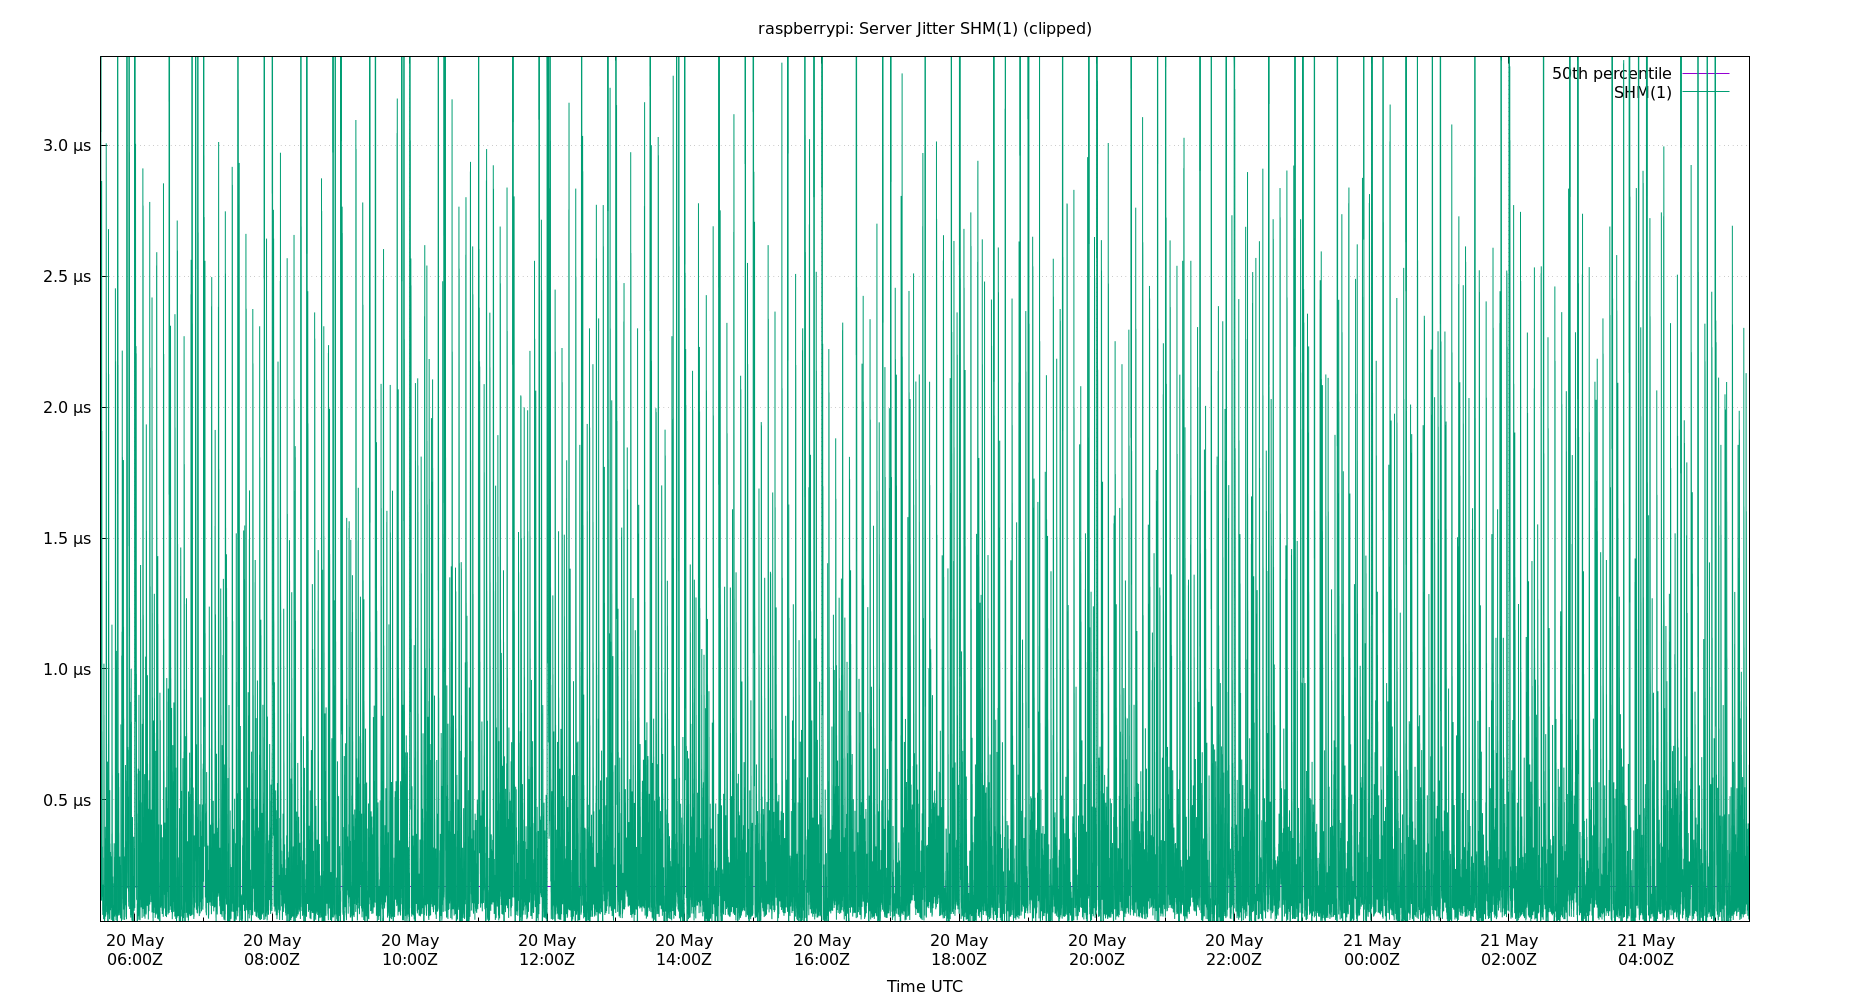 raspberrypi: Server Jitter SHM(1) (clipped)
50th percentile
SHM(1)
3.0 µs
2.5 µs
2.0 µs
1.5 µs
1.0 µs
0.5 µs
20 May 20 May 20 May 20 May 20 May 20 May 20 May 20 May 20 May 21 May 21 May 21 May
06:00Z 08:00Z 10:00Z 12:00Z 14:00Z 16:00Z 18:00Z 20:00Z 22:00Z 00:00Z 02:00Z 04:00Z
Time UTC